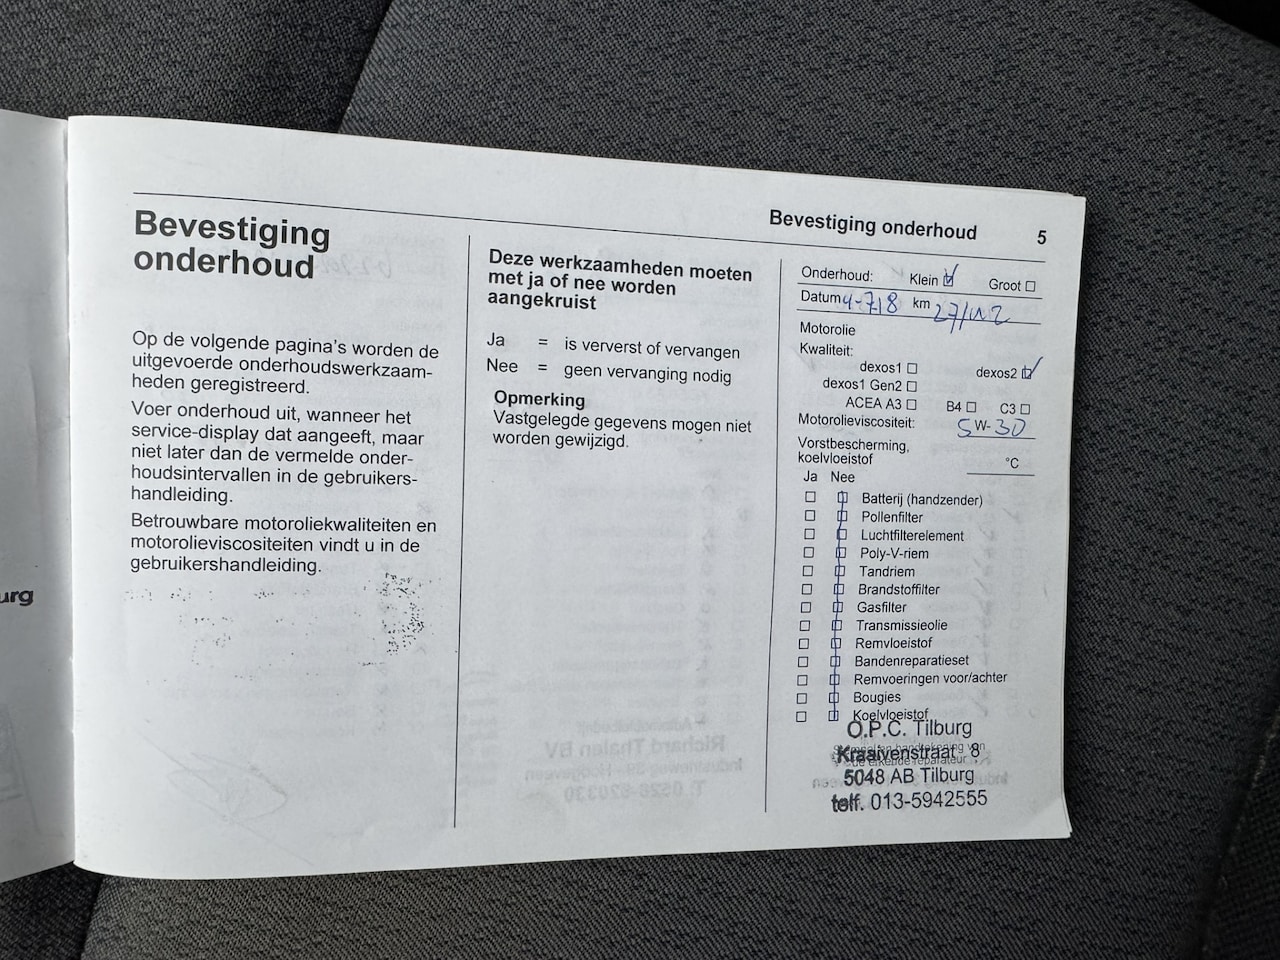 urg
Bevestiging
onderhoud
Op de volgende pagina's worden de
uitgevoerde onderhoudswerkzaam-
heden geregistreerd.
Voer onderhoud uit, wanneer het
service-display dat aangeeft, maar
niet later dan de vermelde onder-
houdsintervallen in de gebruikers-
handleiding.
Betrouwbare motoroliekwaliteiten en
motorolieviscositeiten vindt u in de
gebruikershandleiding.
Deze werkzaamheden moeten
met ja of nee worden
aangekruist
Ja = is ververst of vervangen
Nee = geen vervanging nodig
Opmerking
Vastgelegde gegevens mogen niet
worden gewijzigd.
Bevestiging onderhoud 5
Onderhoud: Klein Groot
Datum 4-718 km
Motorolie
Kwaliteit:
dexos1 dexos2
dexos1 Gen2
ACEA A3 B4 C3
Motorolieviscositeit: 5 W- 30
Vorstbescherming,
koelvloeistof °C
Ja Nee
Batterij (handzender)
Pollenfilter
Luchtfilterelement
Poly-V-riem
Tandriem
Brandstoffilter
Gasfilter
Transmissieolie
Remvloeistof
Bandenreparatieset
Remvoeringen voor/achter
Bougies
Koelvloeistof
O.P.C. Tilburg
Kraaivenstraat 8
5048 AB Tilburg
telf. 013-5942555